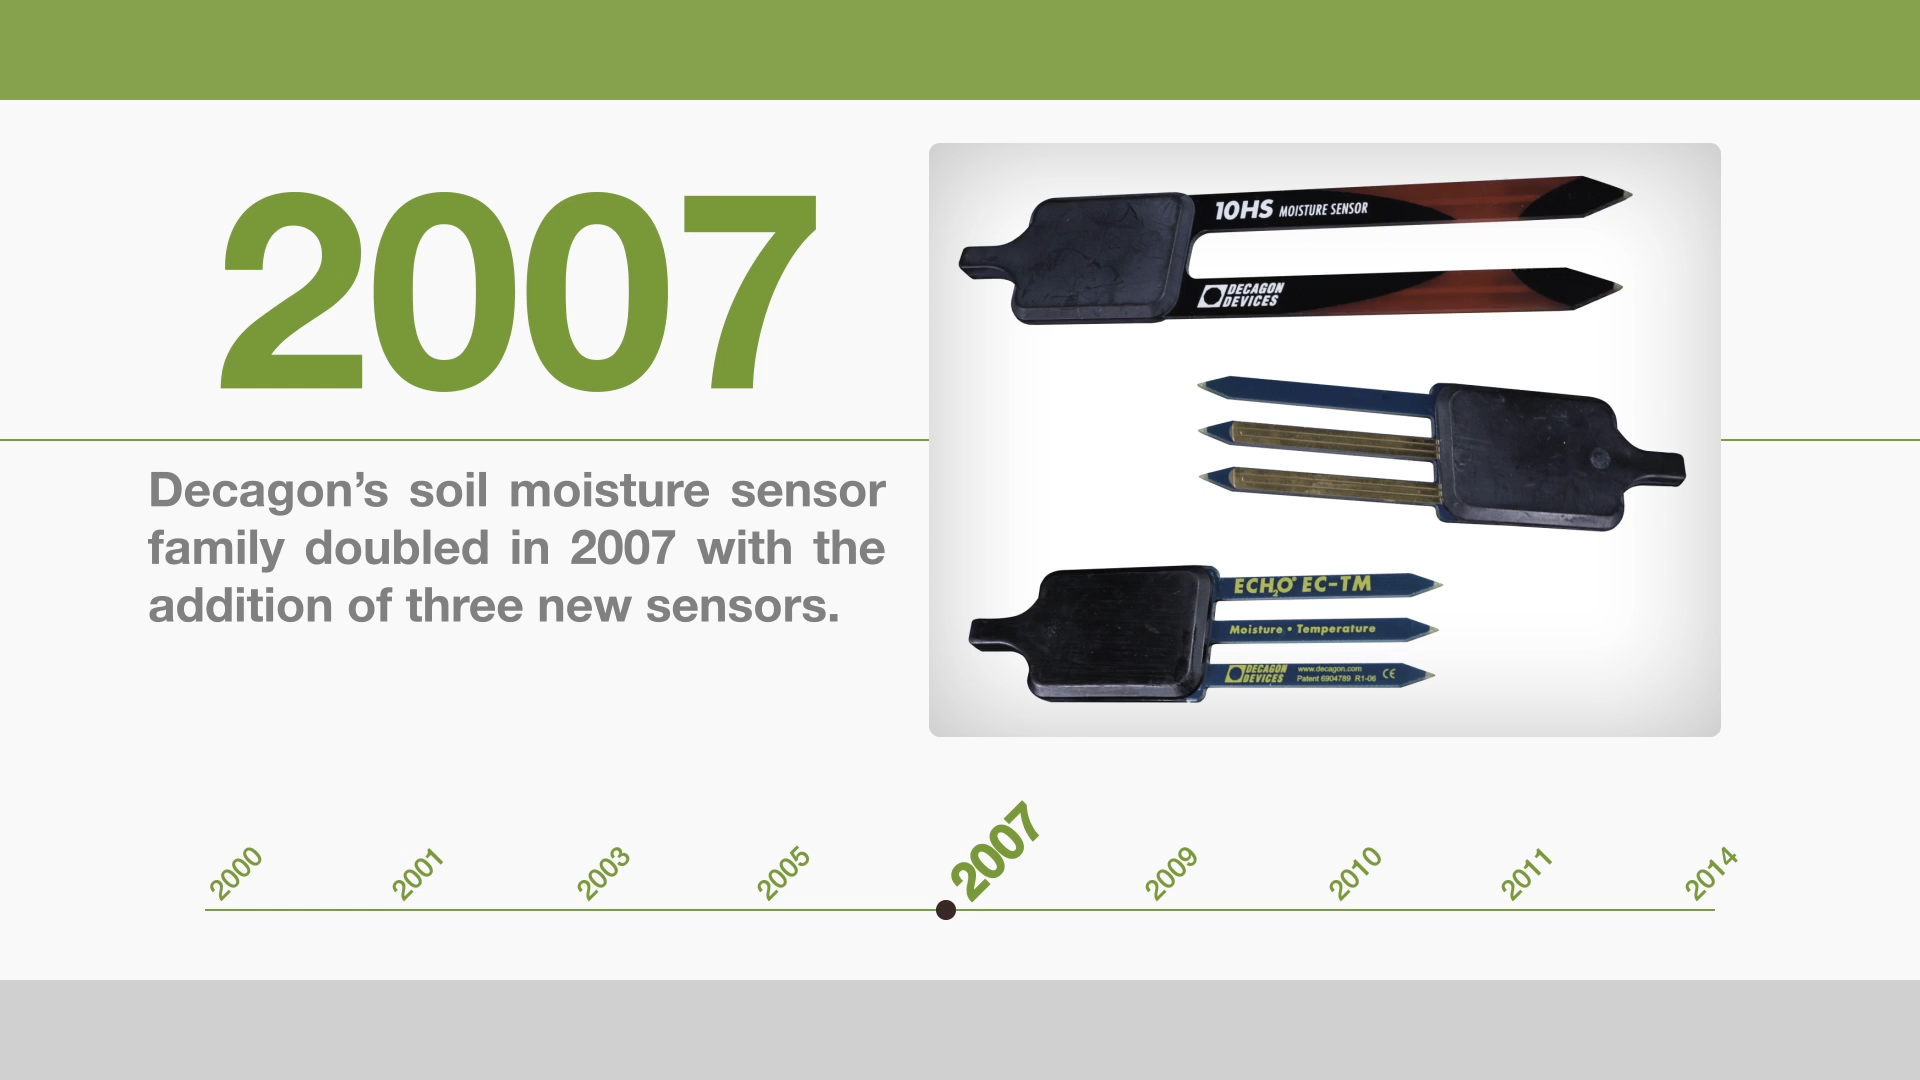 2007
Decagon’s soil moisture sensor
family doubled in 2007 with the
addition of three new sensors.
10HS MOISTURE SENSOR
DECAGON
DEVICES
ECH₂O® EC-TM
Moisture • Temperature
DECAGON
DEVICES
www.decagon.com
Patent 6904789 R1-06
CE
2000
2001
2003
2005
2007
2009
2010
2011
2014